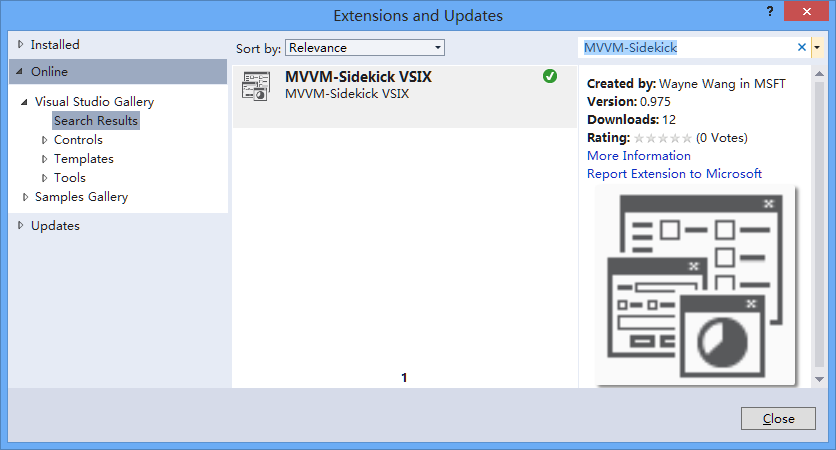 Extensions and Updates
?
Installed
Online
Visual Studio Gallery
Search Results
Controls
Templates
Tools
Samples Gallery
Updates
Sort by: Relevance
MVVM-Sidekick VSIX
MVVM-Sidekick VSIX
1
MVVM-Sidekick
Created by: Wayne Wang in MSFT
Version: 0.975
Downloads: 12
Rating: (0 Votes)
More Information
Report Extension to Microsoft
Close